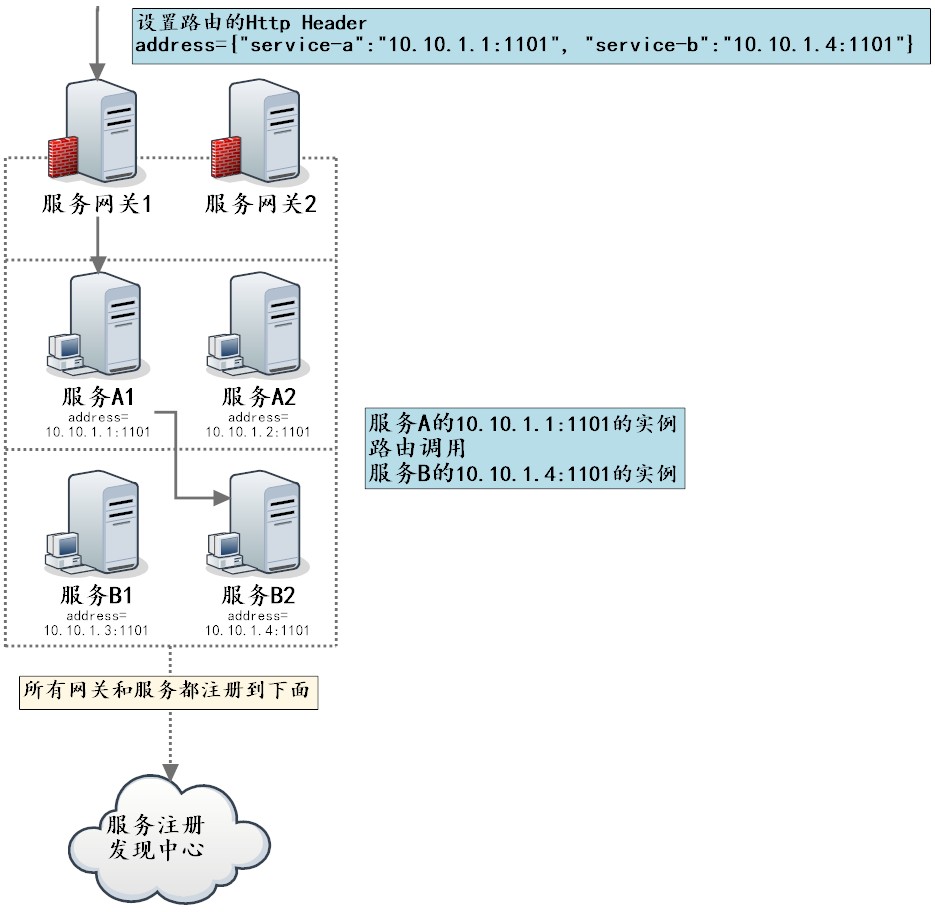 设置路由的Http Header
address={"service-a":"10.10.1.1:1101", "service-b":"10.10.1.4:1101"}
服务网关1
服务网关2
服务A1
address=
10.10.1.1:1101
服务A2
address=
10.10.1.2:1101
服务A的10.10.1.1:1101的实例
路由调用
服务B的10.10.1.4:1101的实例
服务B1
address=
10.10.1.3:1101
服务B2
address=
10.10.1.4:1101
所有网关和服务都注册到下面
服务注册
发现中心